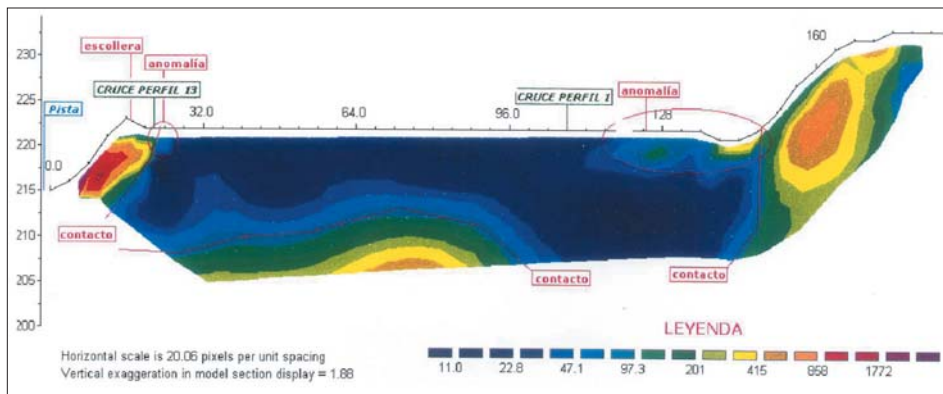 escollera
anomalía
CRUCE PERFIL 13
Pista
0.0
32.0
64.0
96.0
CRUCE PERFIL 1
anomalía
128
160
230
225
220
215
210
205
200
contacto
contacto
contacto
LEYENDA
Horizontal scale is 20.06 pixels per unit spacing
Vertical exaggeration in model section display = 1.88
11.0 22.8 47.1 97.3 201 415 858 1772